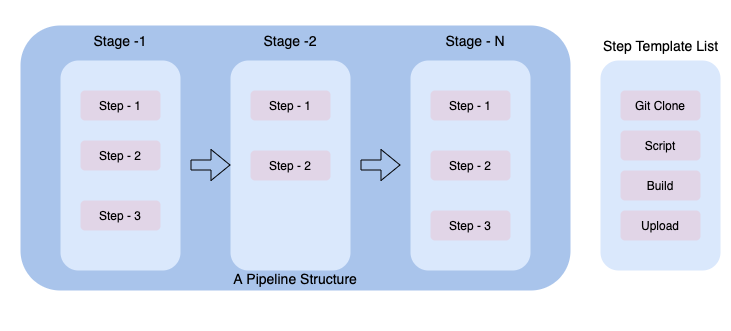 Stage -1
Stage -2
Stage - N
Step - 1
Step - 2
Step - 3
Step - 1
Step - 2
Step - 1
Step - 2
Step - 3
A Pipeline Structure
Step Template List
Git Clone
Script
Build
Upload